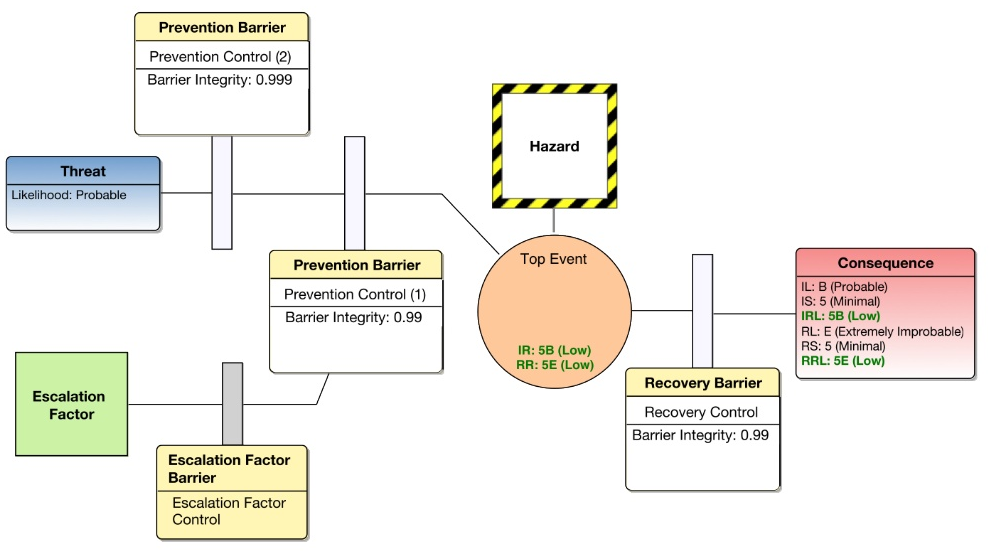 Prevention Barrier
Prevention Control (2)
Barrier Integrity: 0.999
Threat
Likelihood: Probable
Hazard
Prevention Barrier
Prevention Control (1)
Barrier Integrity: 0.99
Top Event
IR: 5B (Low)
RR: 5E (Low)
Consequence
IL: B (Probable)
IS: 5 (Minimal)
IRL: 5B (Low)
RL: E (Extremely Improbable)
RS: 5 (Minimal)
RRL: 5E (Low)
Escalation
Factor
Escalation Factor
Barrier
Escalation Factor
Control
Recovery Barrier
Recovery Control
Barrier Integrity: 0.99